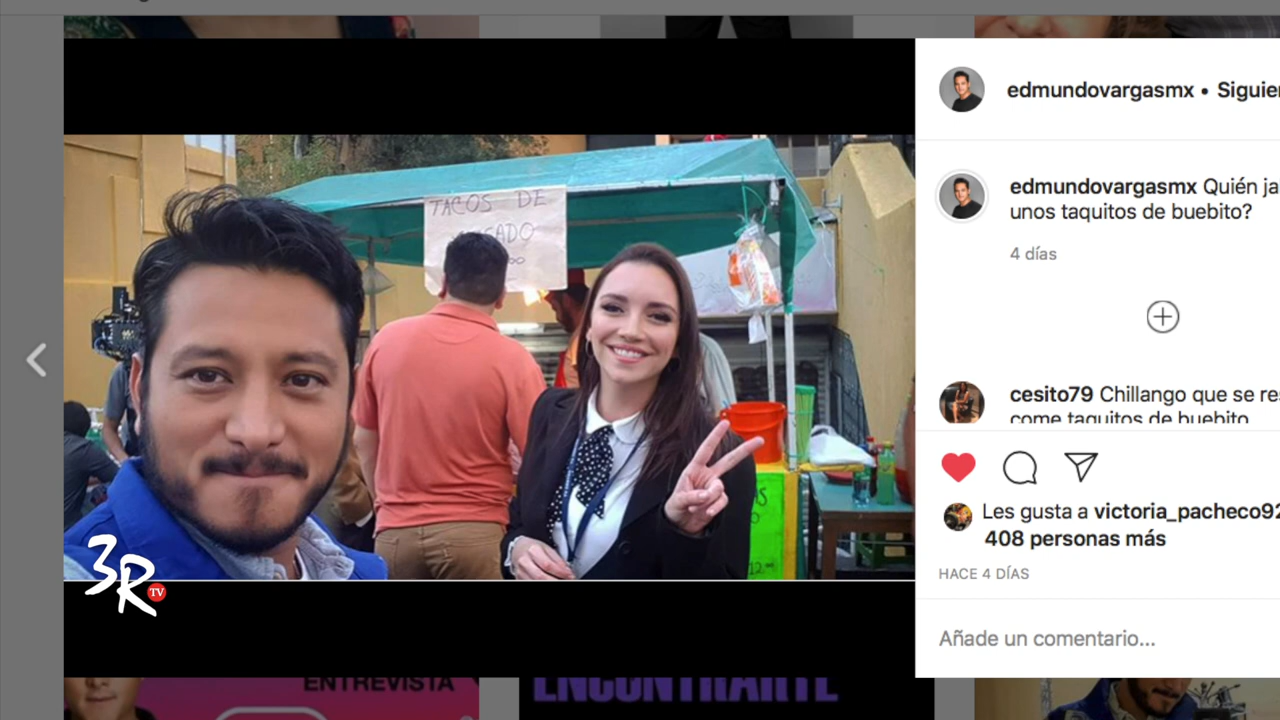 edmundovargasmx • Siguien
edmundovargasmx Quién ja
unos taquitos de buebito?
4 días
cesito79 Chillango que se res
come taquitos de buebito
Les gusta a victoria_pacheco92
408 personas más
HACE 4 DÍAS
Añade un comentario...
TACOS DE
3R
TV
ENTREVISTA
ENCONTRARTE